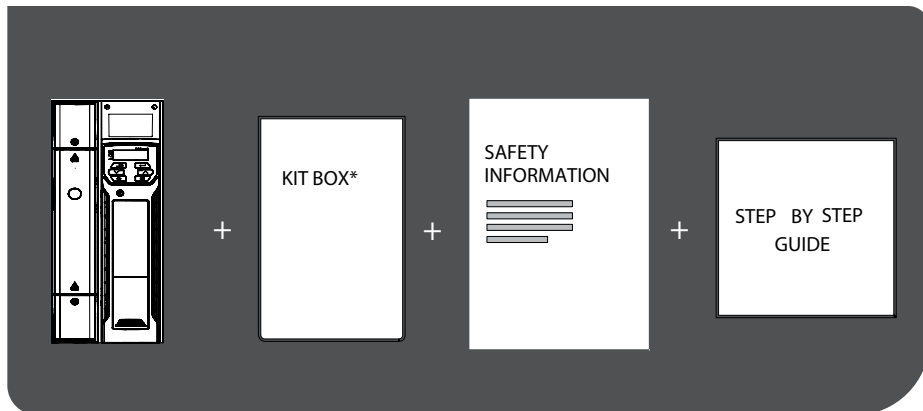 KIT BOX*
SAFETY
INFORMATION
STEP BY STEP
GUIDE